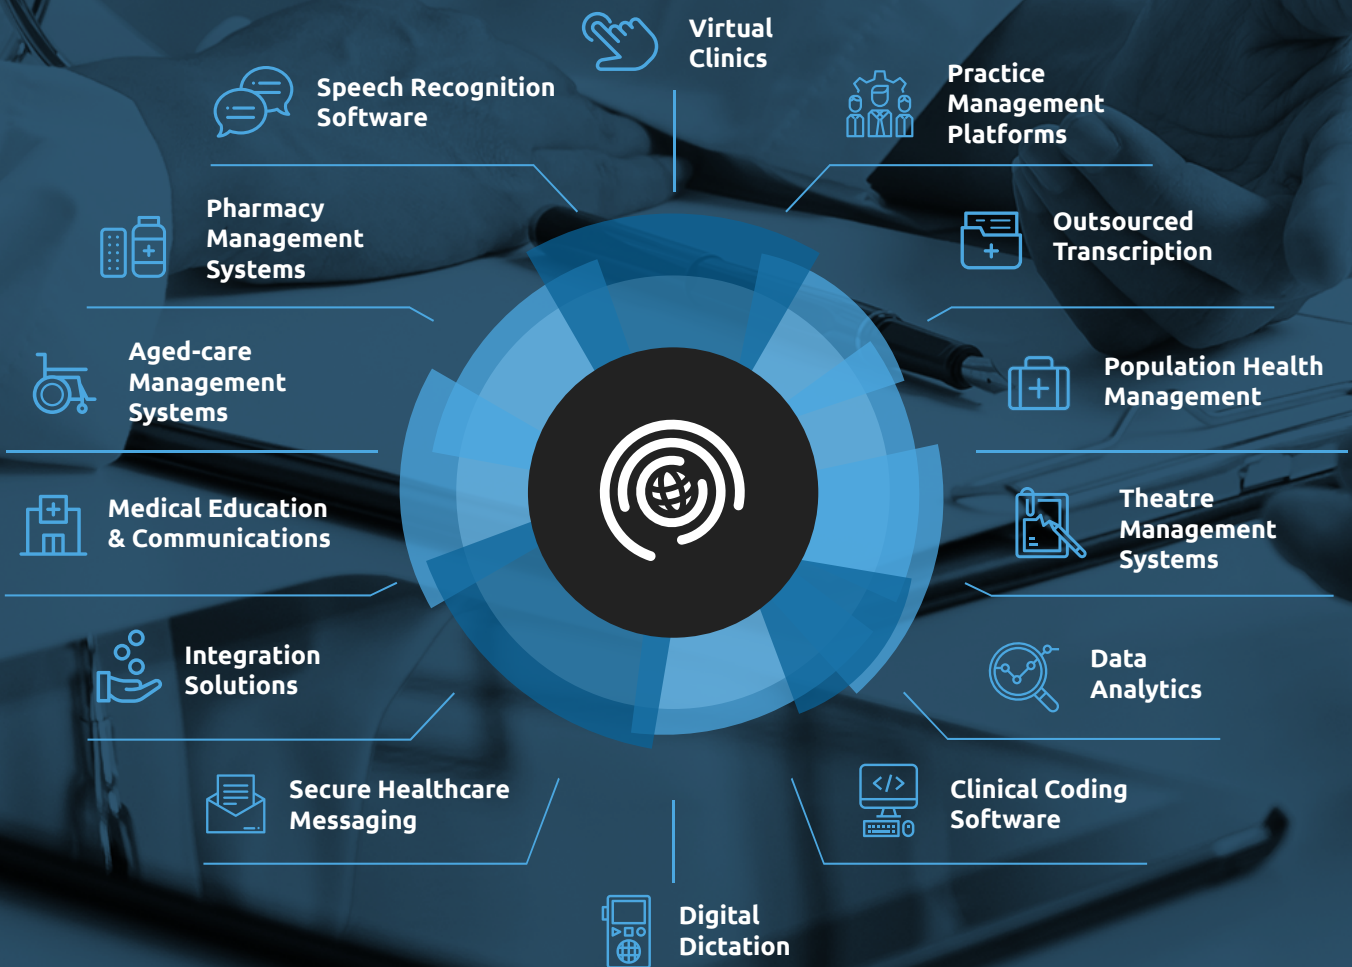 Virtual
Clinics
Speech Recognition
Software
Practice
Management
Platforms
Pharmacy
Management
Systems
Outsourced
Transcription
Aged-care
Management
Systems
Population Health
Management
Medical Education
& Communications
Theatre
Management
Systems
Integration
Solutions
Data
Analytics
Secure Healthcare
Messaging
</>
Clinical Coding
Software
Digital
Dictation